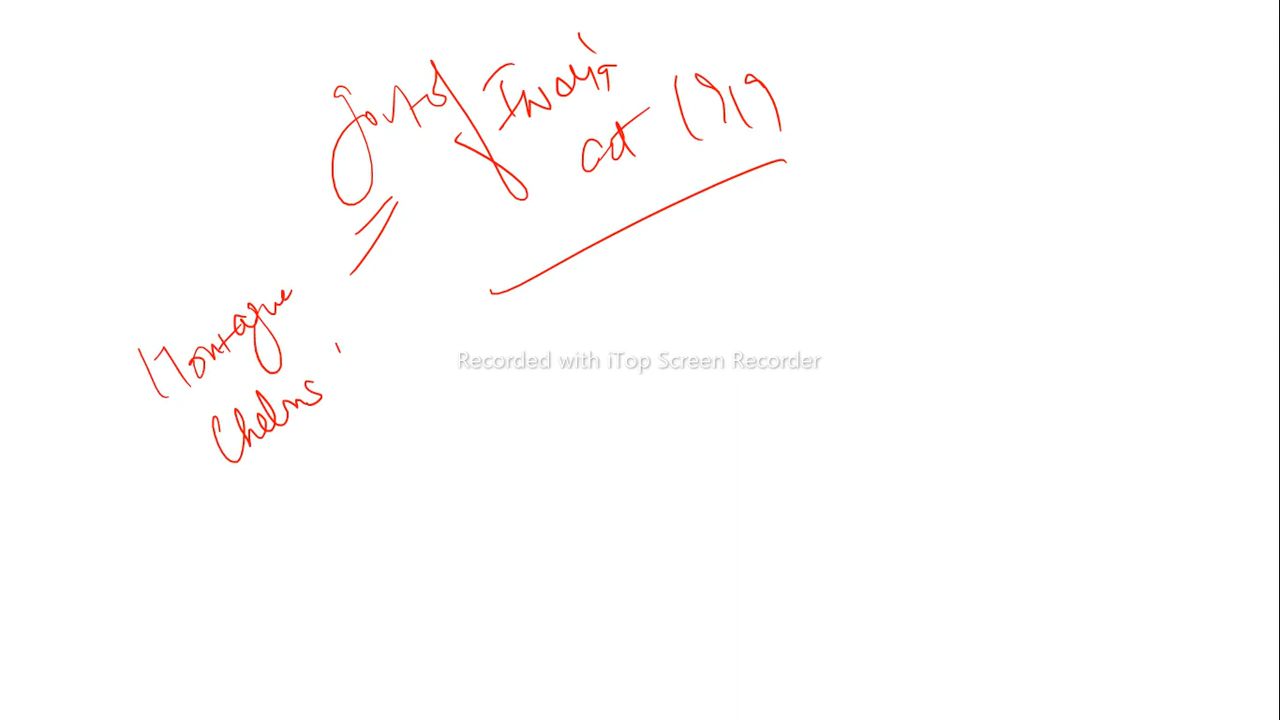 Govt of India
act 1919
Montague
Chelms
Recorded with iTop Screen Recorder